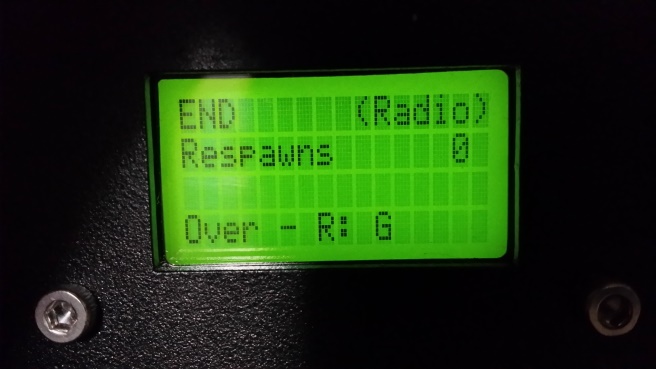 END (Radio)
Respawns 0
Over - R: G